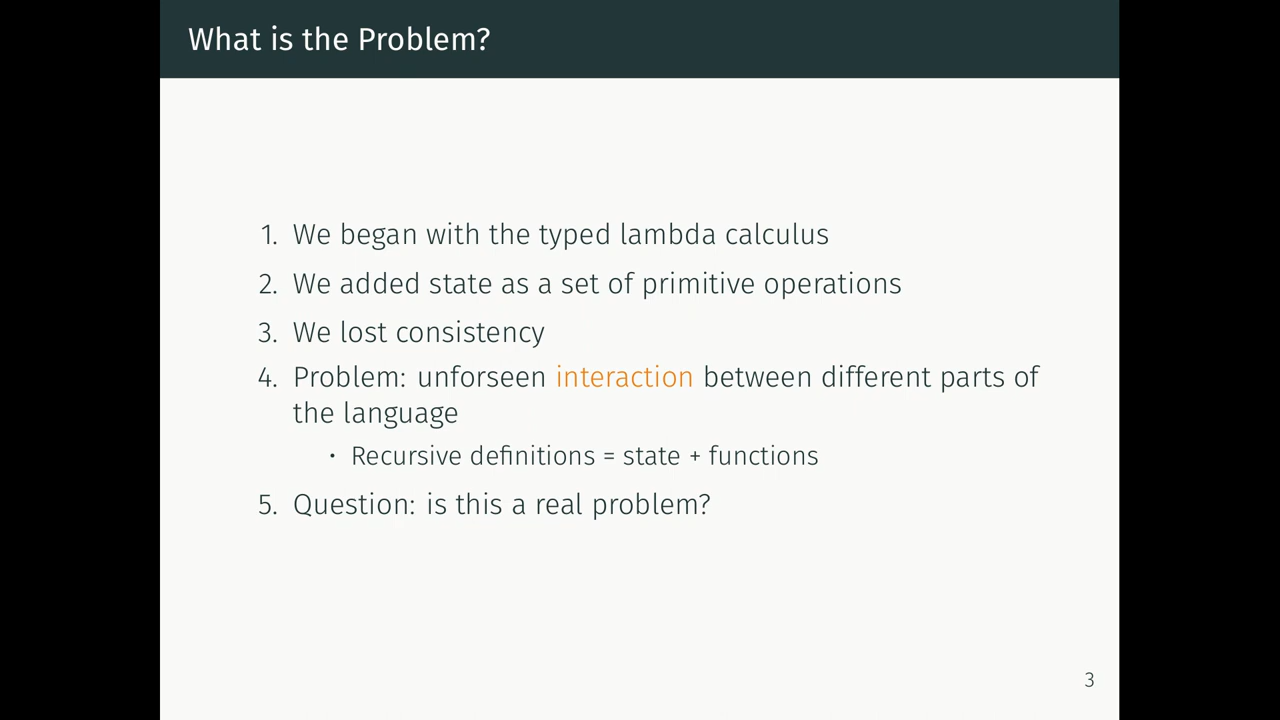 What is the Problem?
1. We began with the typed lambda calculus
2. We added state as a set of primitive operations
3. We lost consistency
4. Problem: unforseen interaction between different parts of
the language
• Recursive definitions = state + functions
5. Question: is this a real problem?
3